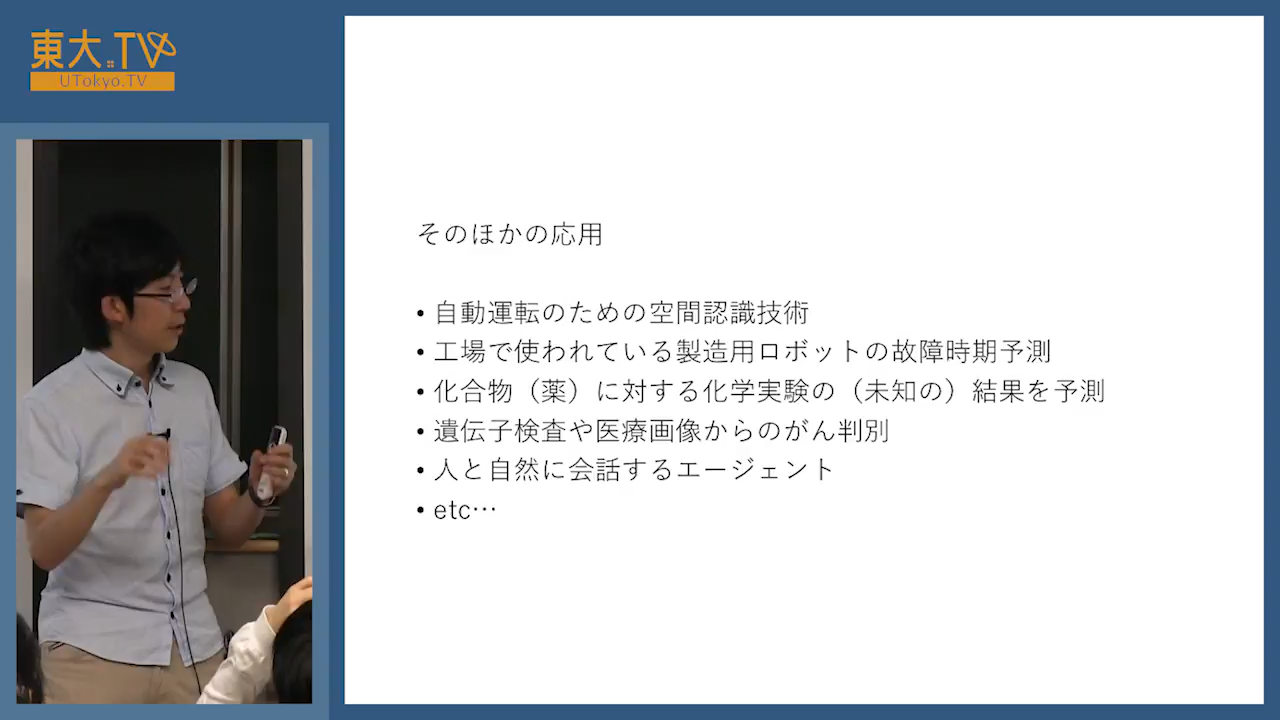 東大.TV
UTokyo.TV
そのほかの応用
• 自動運転のための空間認識技術
• 工場で使われている製造用ロボットの故障時期予測
• 化合物（薬）に対する化学実験の（未知の）結果を予測
• 遺伝子検査や医療画像からのがん判別
• 人と自然に会話するエージェント
• etc…